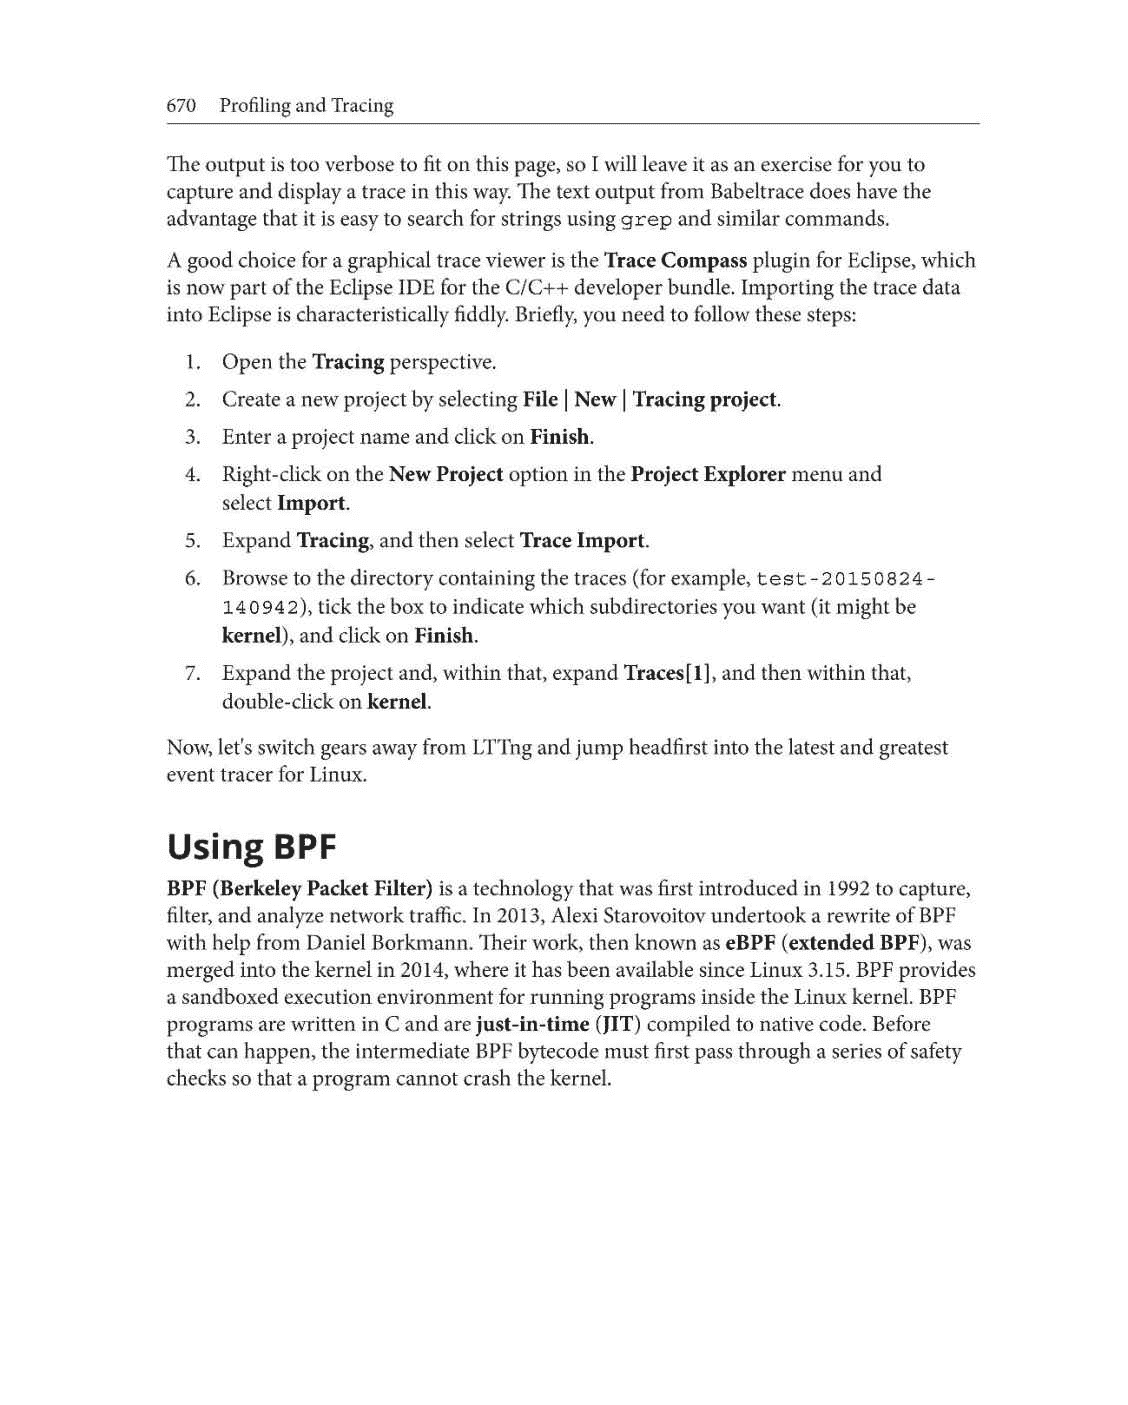 670 Profiling and Tracing
The output is too verbose to fit on this page, so I will leave it as an exercise for you to
capture and display a trace in this way. The text output from Babeltrace does have the
advantage that it is easy to search for strings using grep and similar commands.
A good choice for a graphical trace viewer is the Trace Compass plugin for Eclipse, which
is now part of the Eclipse IDE for the C/C++ developer bundle. Importing the trace data
into Eclipse is characteristically fiddly. Briefly, you need to follow these steps:
1. Open the Tracing perspective.
2. Create a new project by selecting File | New | Tracing project.
3. Enter a project name and click on Finish.
4. Right-click on the New Project option in the Project Explorer menu and
select Import.
5. Expand Tracing, and then select Trace Import.
6. Browse to the directory containing the traces (for example, test-20150824-
140942), tick the box to indicate which subdirectories you want (it might be
kernel), and click on Finish.
7. Expand the project and, within that, expand Traces[1], and then within that,
double-click on kernel.
Now, let's switch gears away from LTTng and jump headfirst into the latest and greatest
event tracer for Linux.
Using BPF
BPF (Berkeley Packet Filter) is a technology that was first introduced in 1992 to capture,
filter, and analyze network traffic. In 2013, Alexi Starovoitov undertook a rewrite of BPF
with help from Daniel Borkmann. Their work, then known as eBPF (extended BPF), was
merged into the kernel in 2014, where it has been available since Linux 3.15. BPF provides
a sandboxed execution environment for running programs inside the Linux kernel. BPF
programs are written in C and are just-in-time (JIT) compiled to native code. Before
that can happen, the intermediate BPF bytecode must first pass through a series of safety
checks so that a program cannot crash the kernel.